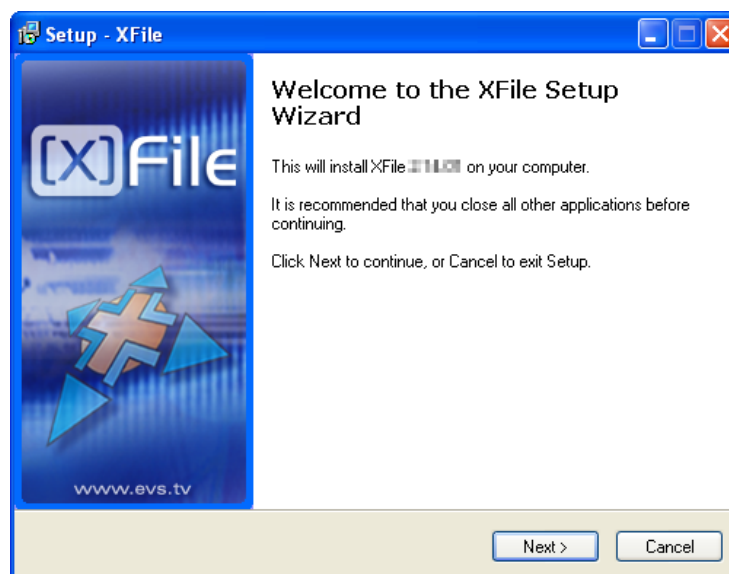 Setup - XFile
Welcome to the XFile Setup
Wizard
[X]File
This will install XFile on your computer.
It is recommended that you close all other applications before
continuing.
Click Next to continue, or Cancel to exit Setup.
www.evs.tv
Next >
Cancel